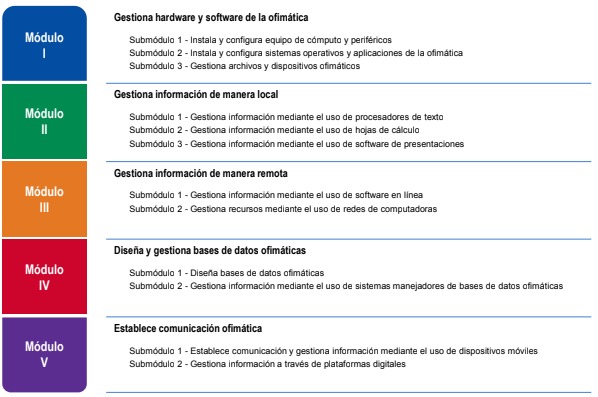 Módulo
I
Gestiona hardware y software de la ofimática
Submódulo 1 - Instala y configura equipo de cómputo y periféricos
Submódulo 2 - Instala y configura sistemas operativos y aplicaciones de la ofimática
Submódulo 3 - Gestiona archivos y dispositivos ofimáticos
Módulo
II
Gestiona información de manera local
Submódulo 1 - Gestiona información mediante el uso de procesadores de texto
Submódulo 2 - Gestiona información mediante el uso de hojas de cálculo
Submódulo 3 - Gestiona información mediante el uso de software de presentaciones
Módulo
III
Gestiona información de manera remota
Submódulo 1 - Gestiona información mediante el uso de software en línea
Submódulo 2 - Gestiona recursos mediante el uso de redes de computadoras
Módulo
IV
Diseña y gestiona bases de datos ofimáticas
Submódulo 1 - Diseña bases de datos ofimáticas
Submódulo 2 - Gestiona información mediante el uso de sistemas manejadores de bases de datos ofimáticas
Módulo
V
Establece comunicación ofimática
Submódulo 1 - Establece comunicación y gestiona información mediante el uso de dispositivos móviles
Submódulo 2 - Gestiona información a través de plataformas digitales